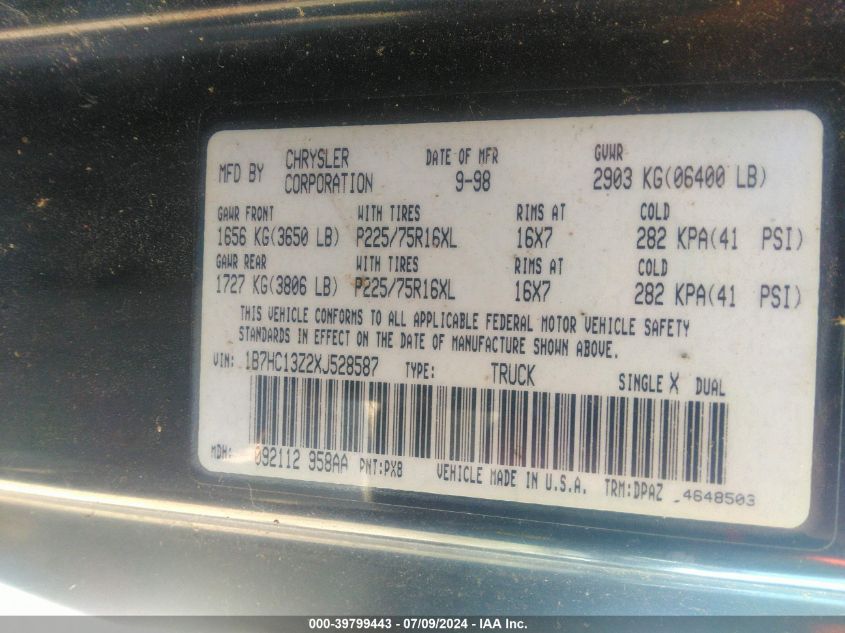 MFD BY CHRYSLER CORPORATION DATE OF MFR 9-98 GVWR 2903 KG(06400 LB)
GAWR FRONT WITH TIRES RIMS AT COLD
1656 KG(3650 LB) P225/75R16XL 16X7 282 KPA(41 PSI)
GAWR REAR WITH TIRES RIMS AT COLD
1727 KG(3806 LB) P225/75R16XL 16X7 282 KPA(41 PSI)
THIS VEHICLE CONFORMS TO ALL APPLICABLE FEDERAL MOTOR VEHICLE SAFETY
STANDARDS IN EFFECT ON THE DATE OF MANUFACTURE SHOWN ABOVE.
VIN: 1B7HC13Z2XJ528587 TYPE: TRUCK SINGLE X DUAL
MDH: 092112 958AA PNT:PX8 VEHICLE MADE IN U.S.A. TRM:DPAZ 4648503
000-39799443 - 07/09/2024 - IAA Inc.